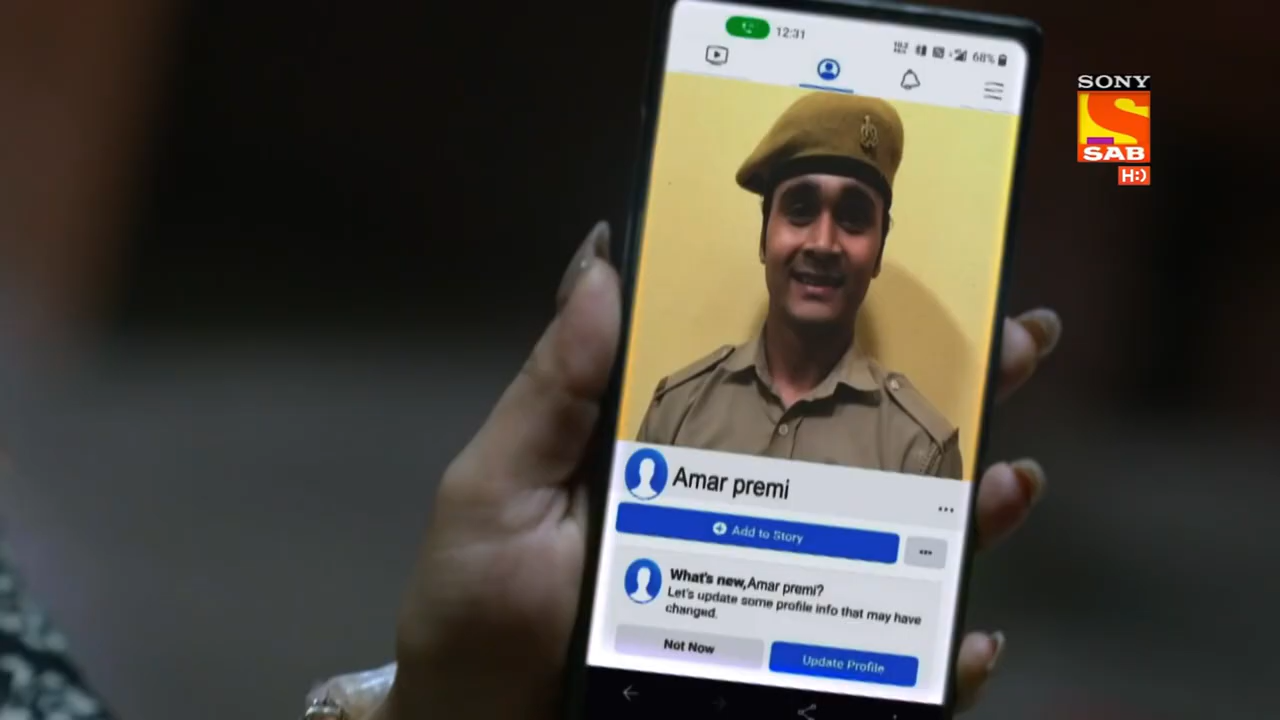 12:31
68%
SONY
S
SAB
HD
Amar premi
Add to Story
What's new, Amar premi?
Let's update some profile info that may have
changed.
Not Now
Update Profile